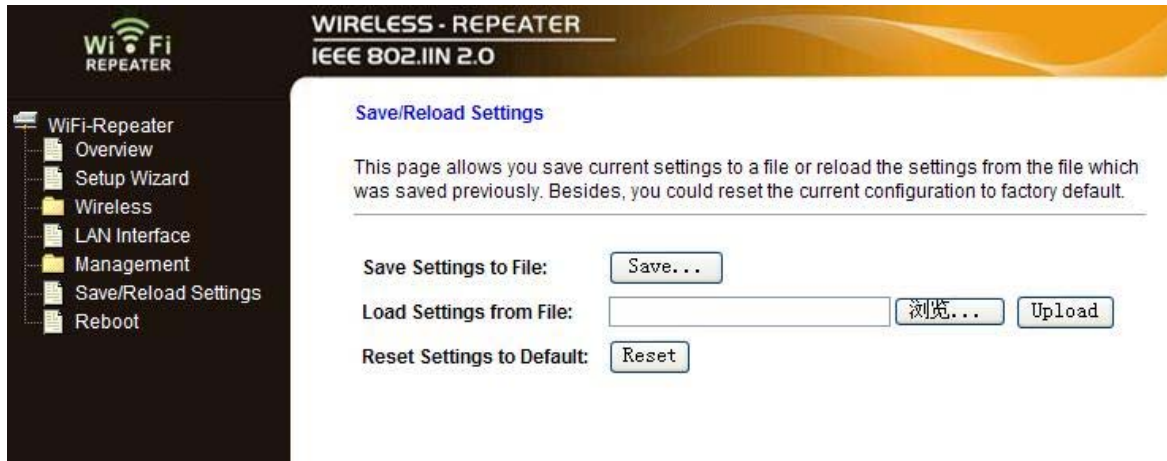 Wi Fi
REPEATER
WIRELESS - REPEATER
IEEE 802.11N 2.0
WiFi-Repeater
Overview
Setup Wizard
Wireless
LAN Interface
Management
Save/Reload Settings
Reboot
Save/Reload Settings
This page allows you save current settings to a file or reload the settings from the file which
was saved previously. Besides, you could reset the current configuration to factory default.
Save Settings to File: Save...
Load Settings from File: 浏览... Upload
Reset Settings to Default: Reset